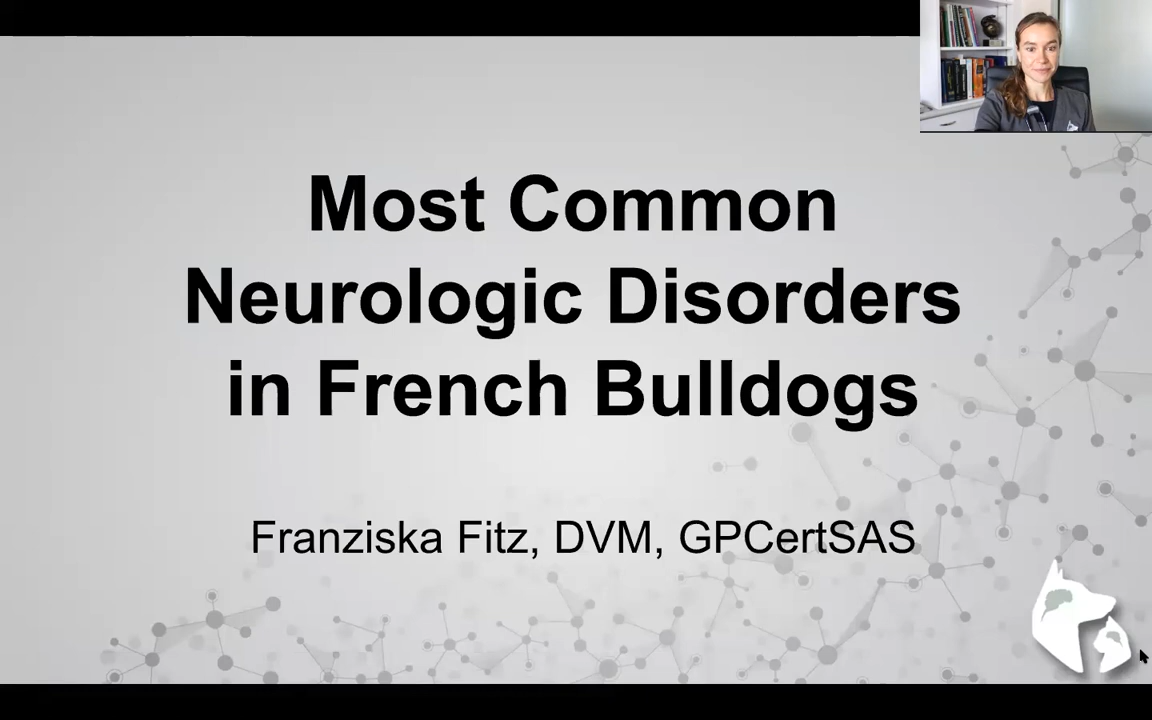 Most Common
Neurologic Disorders
in French Bulldogs
Franziska Fitz, DVM, GPCertSAS